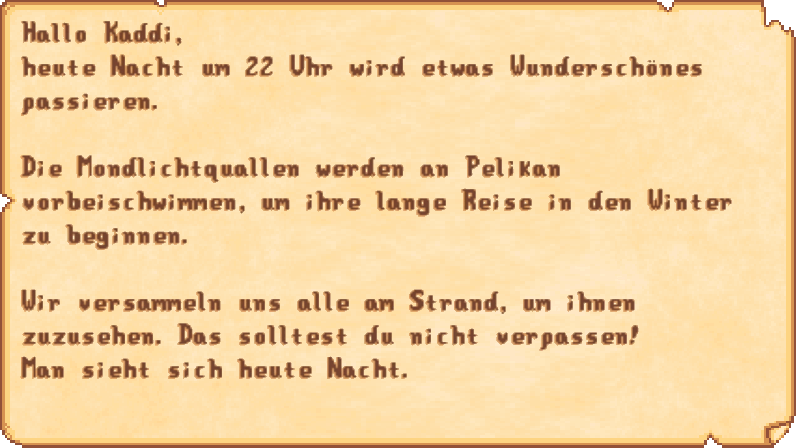 Hallo Kaddi,
heute Nacht um 22 Uhr wird etwas Wunderschönes
passieren.
Die Mondlichtquallen werden an Pelikan
vorbeischwimmen, um ihre lange Reise in den Winter
zu beginnen.
Wir versammeln uns alle am Strand, um ihnen
zuzusehen. Das solltest du nicht verpassen!
Man sieht sich heute Nacht.